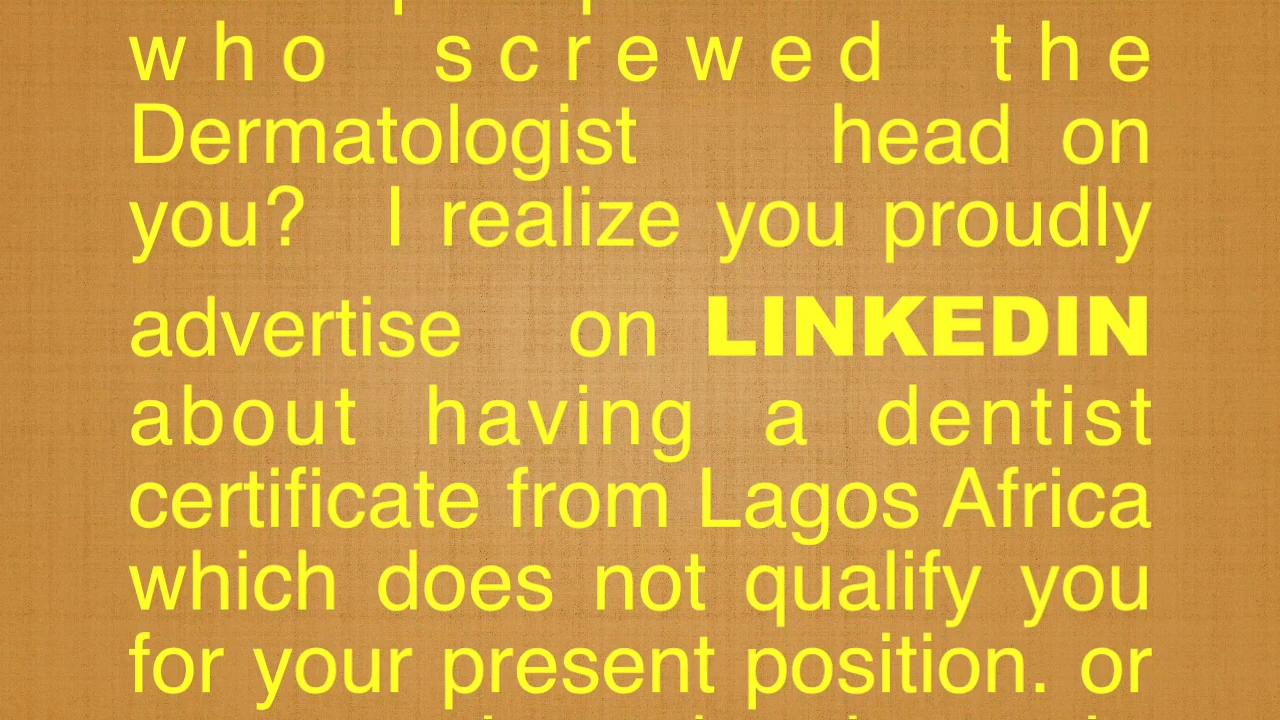 who screwed the
Dermatologist head on
you? I realize you proudly
advertise on LINKEDIN
about having a dentist
certificate from Lagos Africa
which does not qualify you
for your present position. or